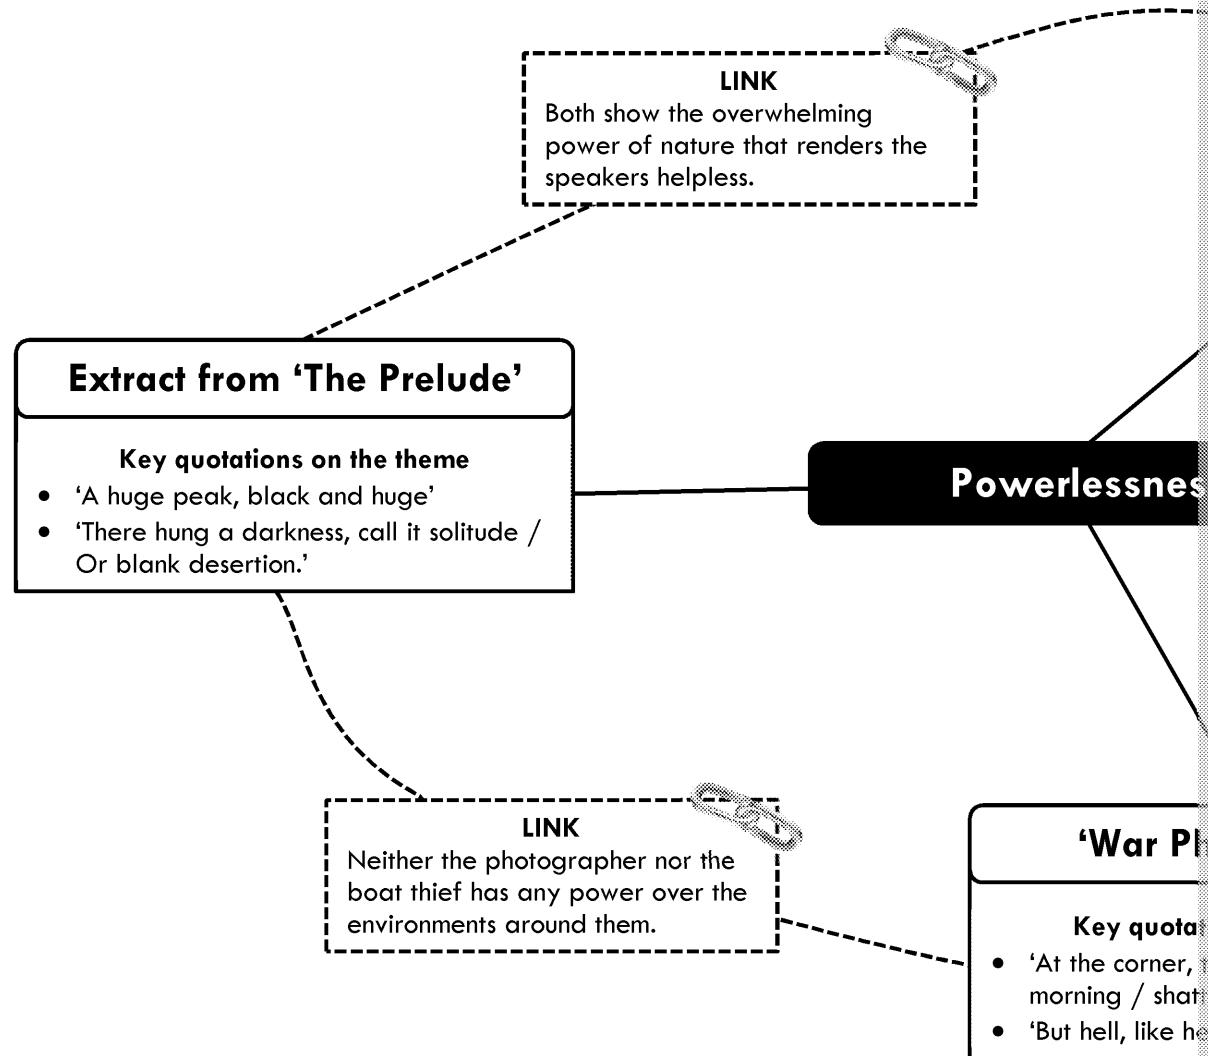 LINK
Both show the overwhelming
power of nature that renders the
speakers helpless.
Extract from ‘The Prelude’
Key quotations on the theme
• ‘A huge peak, black and huge’
• ‘There hung a darkness, call it solitude /
Or blank desertion.’
Powerlessnes
LINK
Neither the photographer nor the
boat thief has any power over the
environments around them.
‘War Ph
Key quota
• ‘At the corner,
morning / shat
• ‘But hell, like he